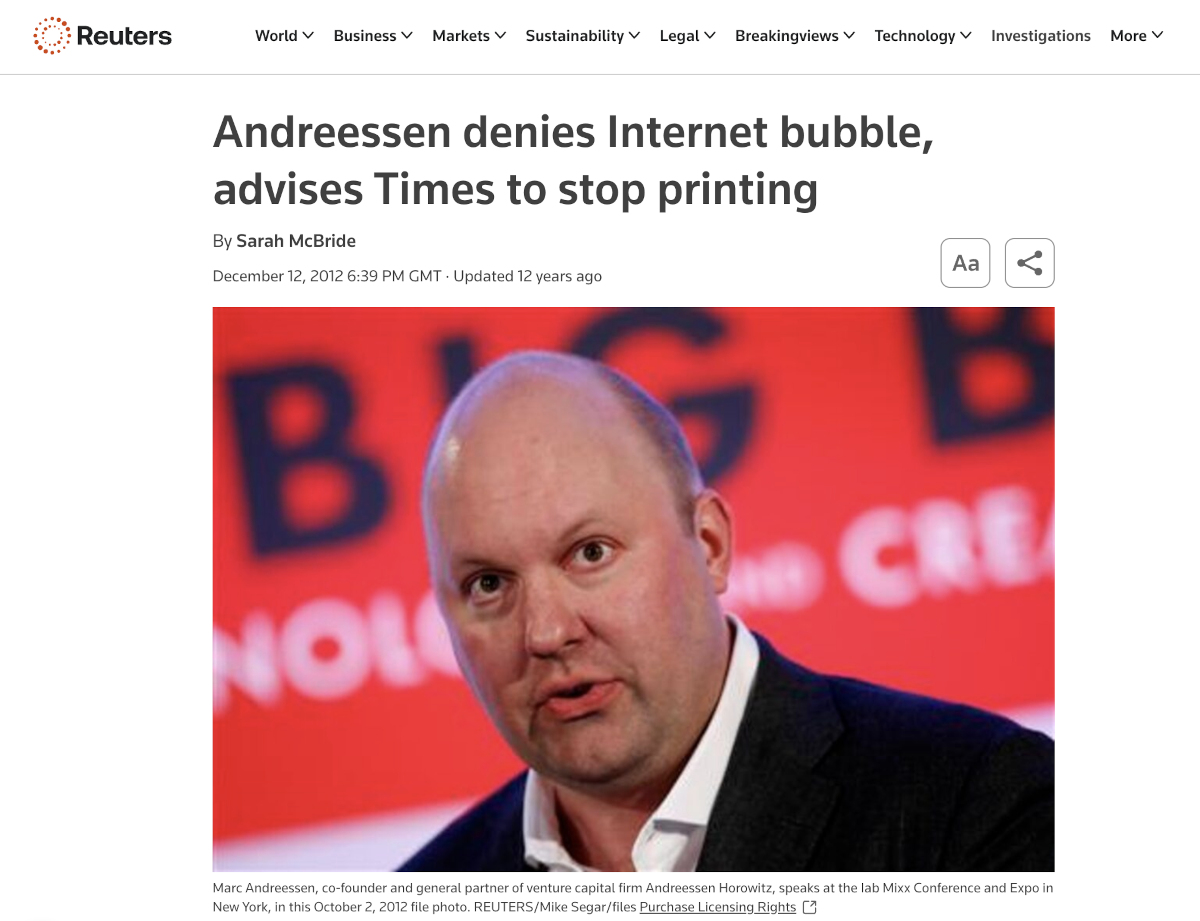 Reuters
World Business Markets Sustainability Legal Breakingviews Technology Investigations More
Andreessen denies Internet bubble,
advises Times to stop printing
By Sarah McBride
December 12, 2012 6:39 PM GMT · Updated 12 years ago
Aa
BIG B
NOLO ND CREA
Marc Andreessen, co-founder and general partner of venture capital firm Andreessen Horowitz, speaks at the Iab Mixx Conference and Expo in
New York, in this October 2, 2012 file photo. REUTERS/Mike Segar/files Purchase Licensing Rights